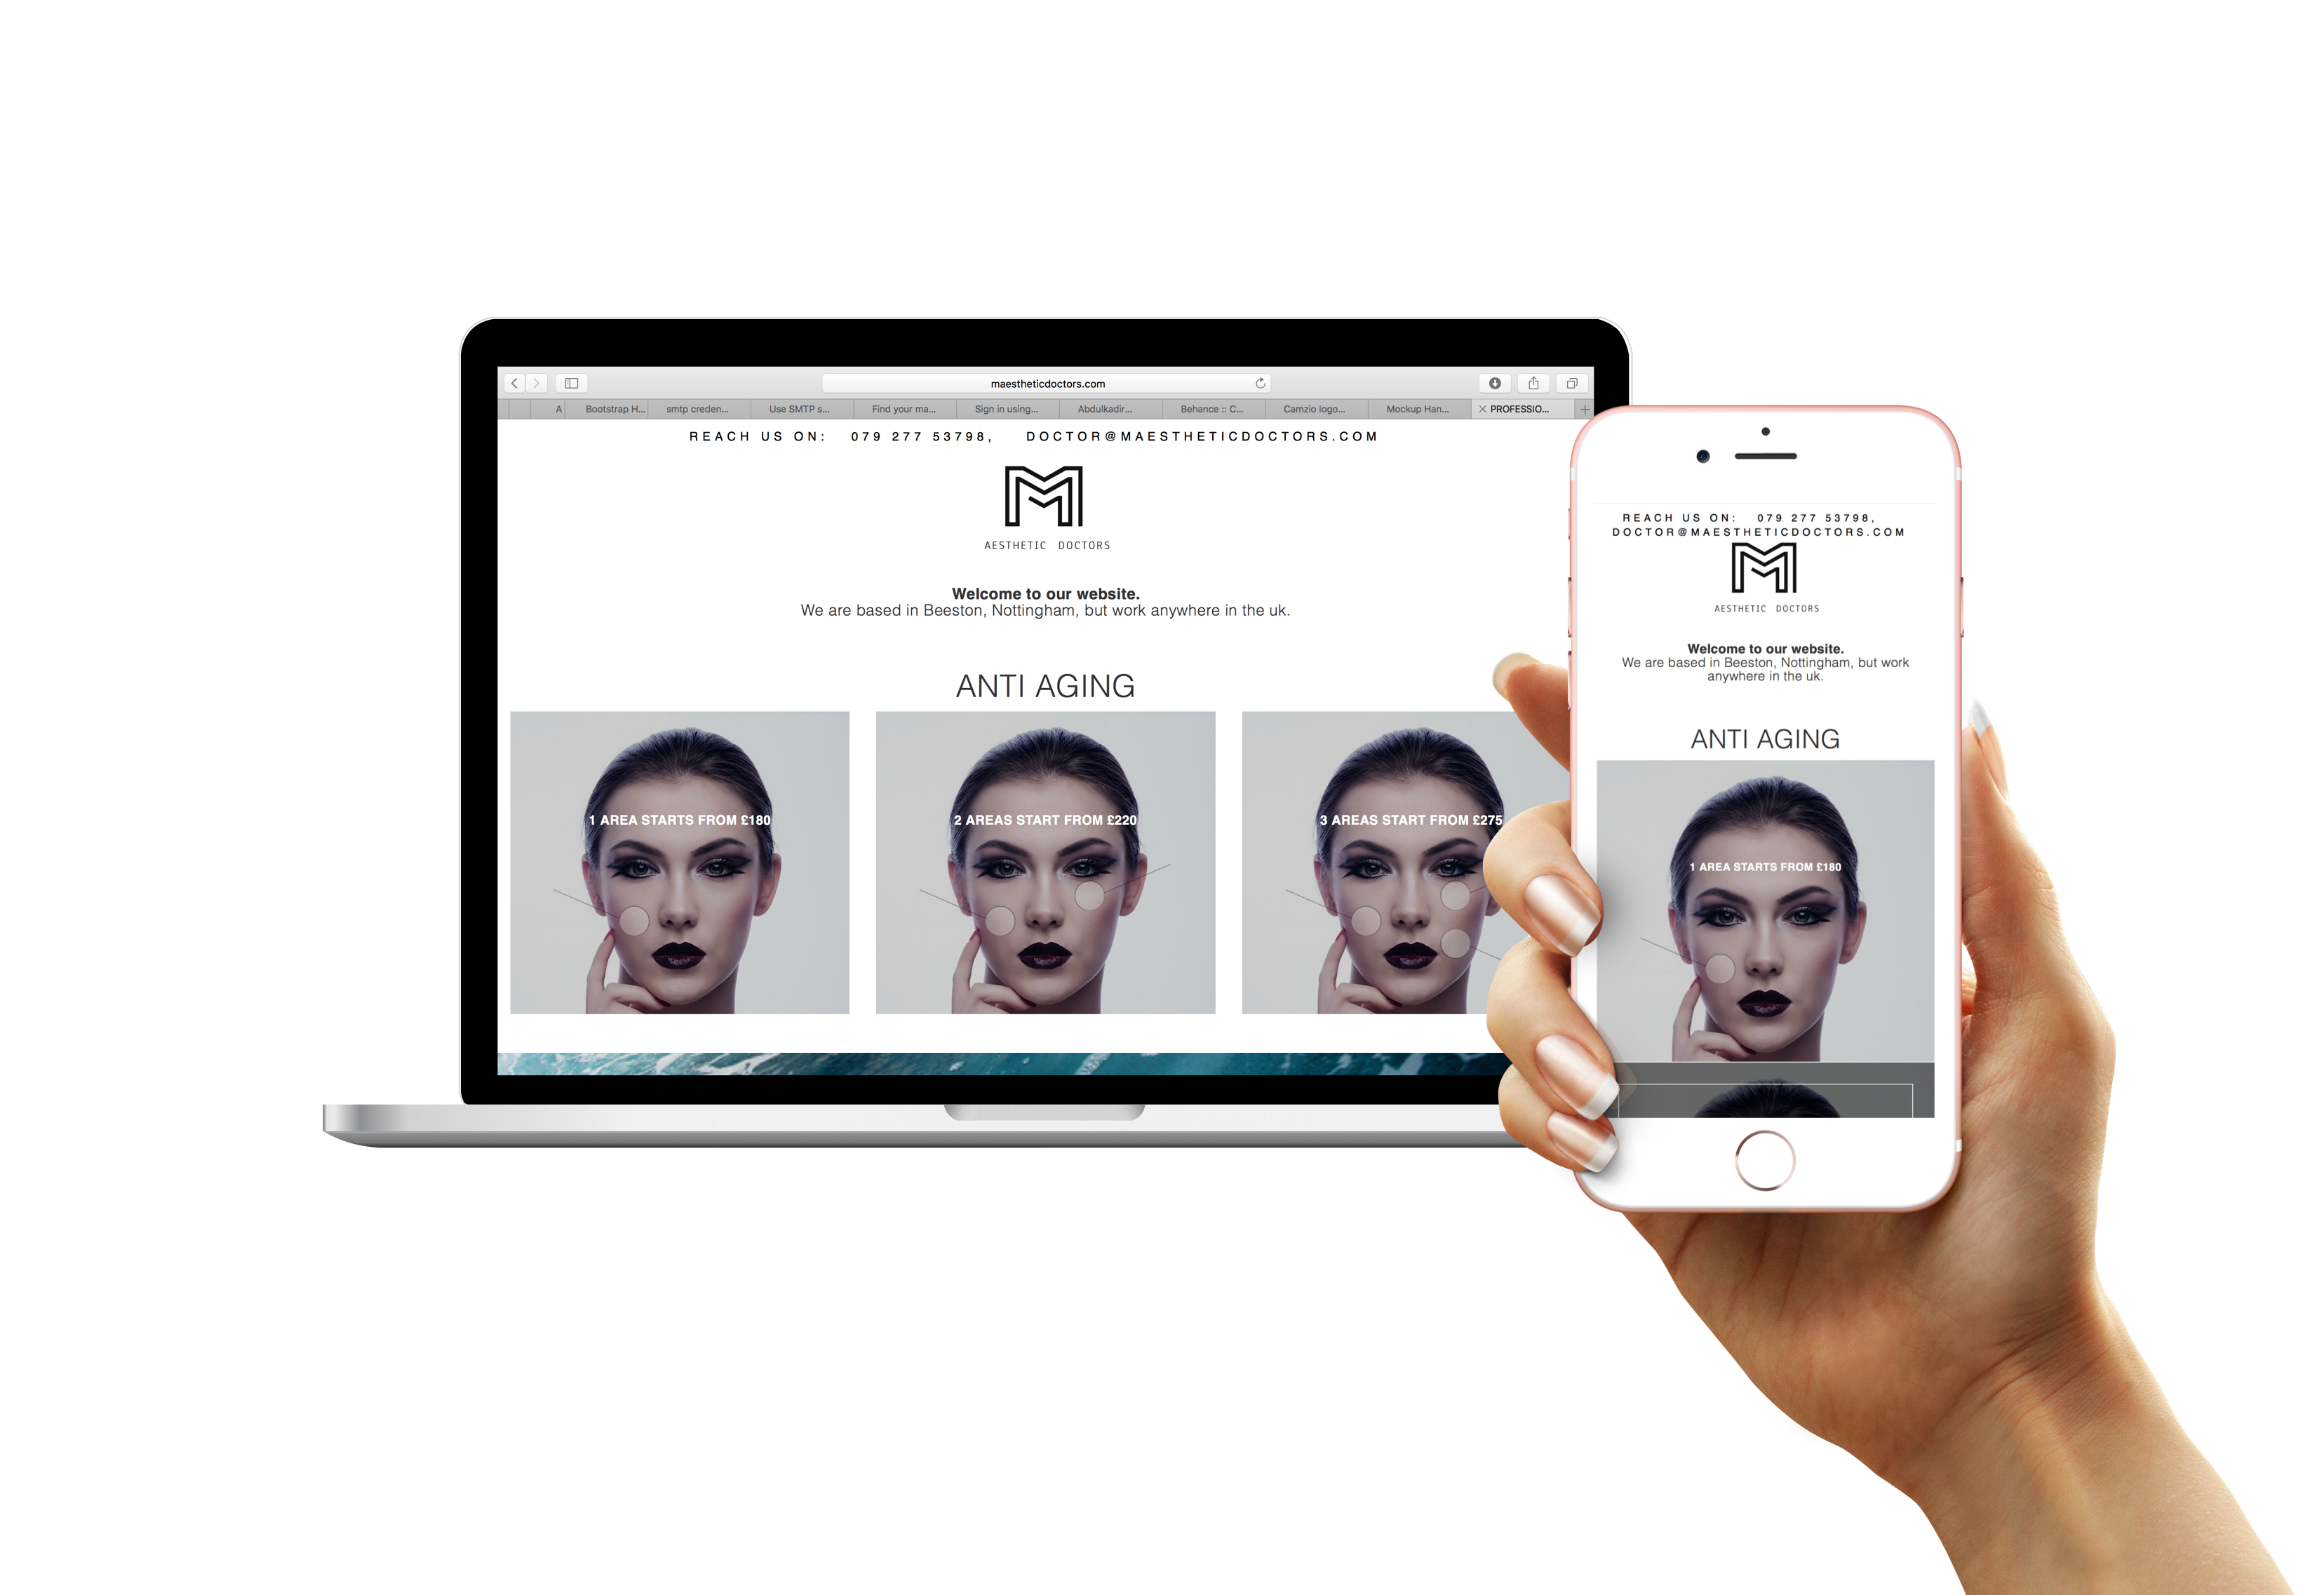 maestheticdoctors.com
A Bootstrap H... smtp creden... Use SMTP s... Find your ma... Sign in using... Abdulkadir... Behance :: C... Camzio logo... Mockup Han... PROFESSIO...
REACH US ON: 079 277 53798, DOCTOR@MAESTHETICDOCTORS.COM
M
AESTHETIC DOCTORS
Welcome to our website.
We are based in Beeston, Nottingham, but work anywhere in the uk.
ANTI AGING
1 AREA STARTS FROM £180
2 AREAS START FROM £220
3 AREAS START FROM £275
REACH US ON: 079 277 53798,
DOCTOR@MAESTHETICDOCTORS.COM
M
AESTHETIC DOCTORS
Welcome to our website.
We are based in Beeston, Nottingham, but work
anywhere in the uk.
ANTI AGING
1 AREA STARTS FROM £180